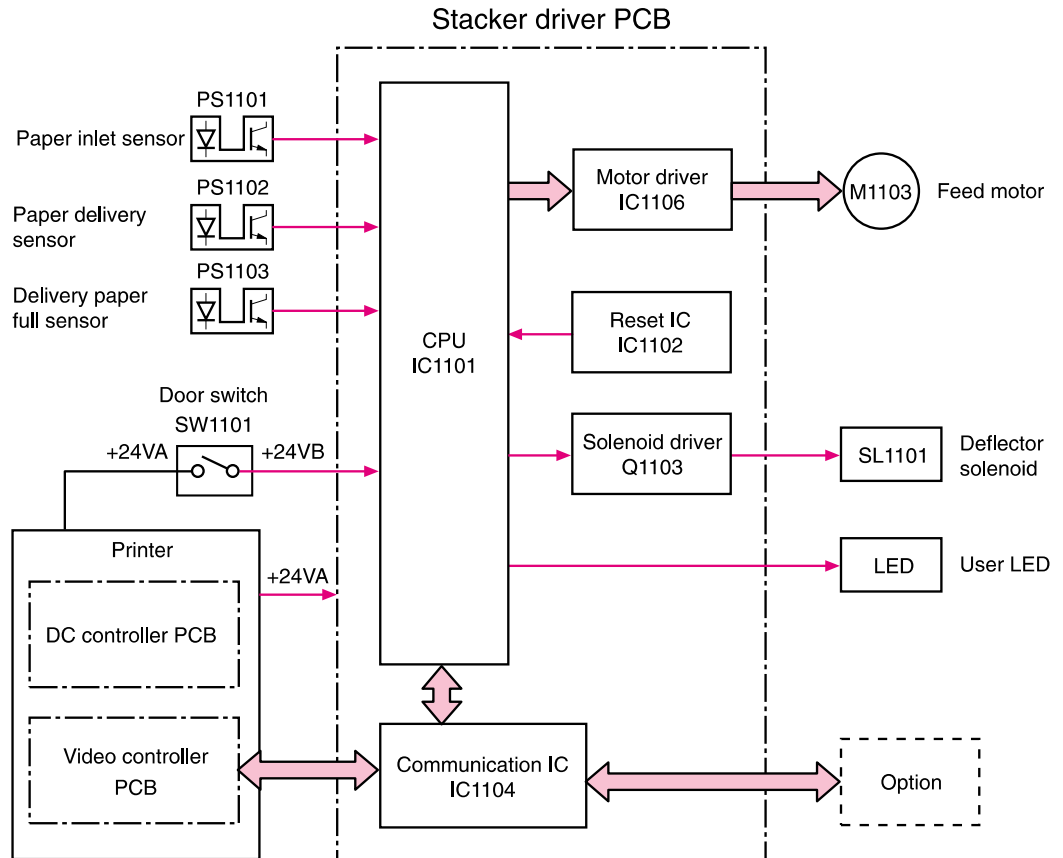 Stacker driver PCB
PS1101
Paper inlet sensor
PS1102
Paper delivery
sensor
PS1103
Delivery paper
full sensor
Door switch
SW1101
+24VA
+24VB
Printer
+24VA
DC controller PCB
Video controller
PCB
CPU
IC1101
Motor driver
IC1106
M1103
Feed motor
Reset IC
IC1102
Solenoid driver
Q1103
SL1101
Deflector
solenoid
LED
User LED
Communication IC
IC1104
Option